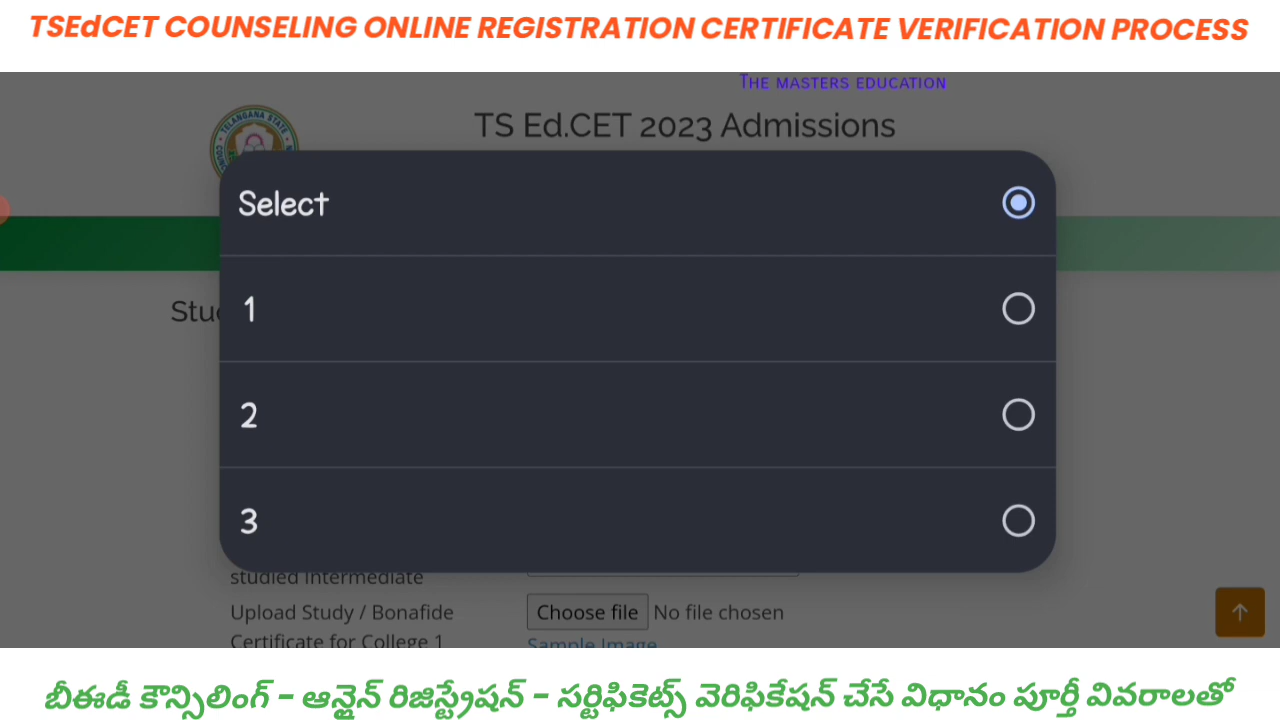 TSEdCET COUNSELING ONLINE REGISTRATION CERTIFICATE VERIFICATION PROCESS
THE MASTERS EDUCATION
TELANGANA STATE
TS Ed.CET 2023 Admissions
Select
1
2
3
studied Intermediate
Upload Study / Bonafide
Choose file No file chosen
Certificate for College 1
Sample Image
బీఈడీ కౌన్సిలింగ్ - ఆన్లైన్ రిజిస్ట్రేషన్ - సర్టిఫికెట్స్ వెరిఫికేషన్ చేసే విధానం పూర్తీ వివరాలతో